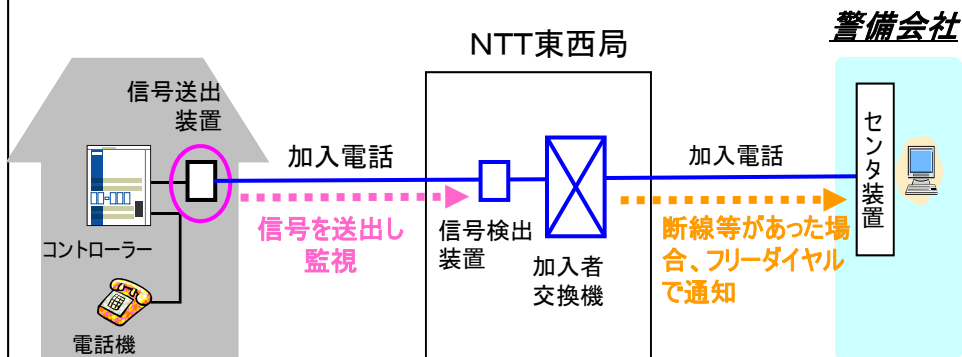 警備会社
NTT東西局
信号送出
装置
加入電話
加入電話
センタ装置
信号を送出し
監視
信号検出
装置
断線等があった場
合、フリーダイヤル
で通知
コントローラー
加入者
交換機
電話機